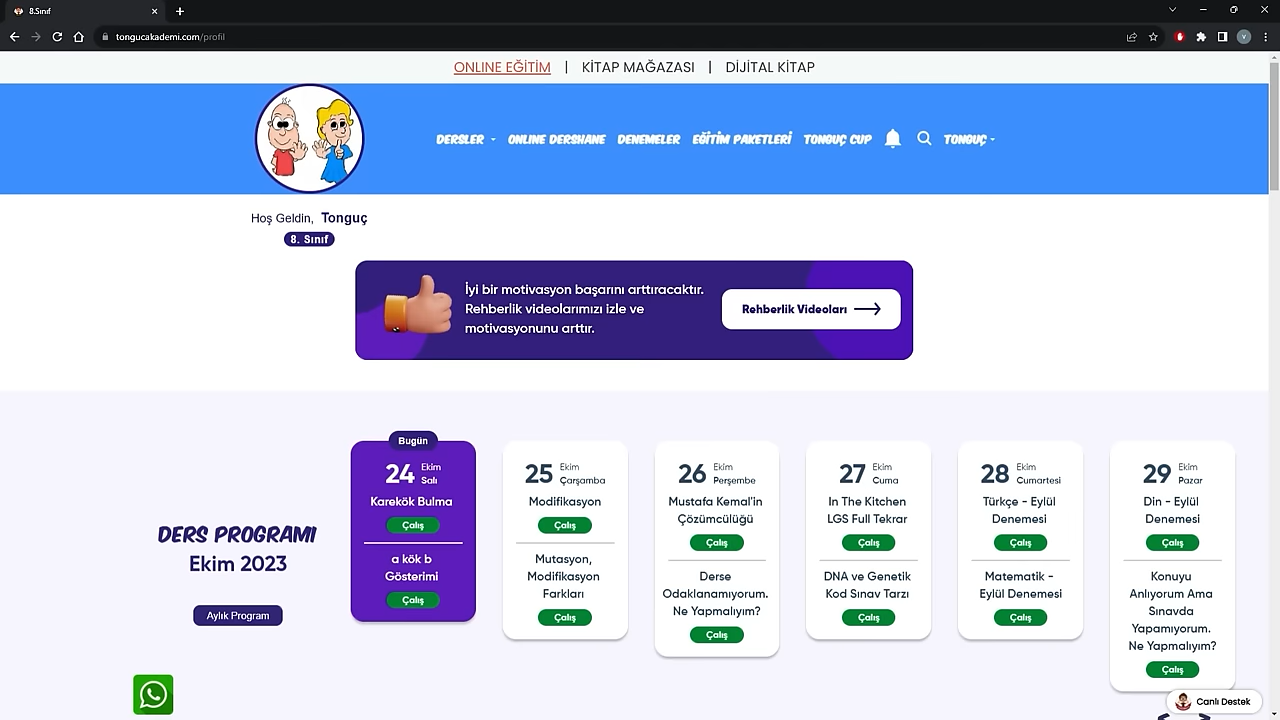 8.Sınıf
tongucakademi.com/profil
ONLINE EĞİTİM | KİTAP MAĞAZASI | DİJİTAL KİTAP
DERSLER ONLINE DERSHANE DENEMELER EĞİTİM PAKETLERİ TONGUÇ CUP TONGUÇ
Hoş Geldin, Tonguç
8. Sınıf
İyi bir motivasyon başarını arttıracaktır.
Rehberlik videolarımızı izle ve
motivasyonunu arttır.
Rehberlik Videoları
DERS PROGRAMI
Ekim 2023
Aylık Program
Bugün
24 Ekim
Salı
Karekök Bulma
Çalış
a kök b
Gösterimi
Çalış
25 Ekim
Çarşamba
Modifikasyon
Çalış
Mutasyon,
Modifikasyon
Farkları
Çalış
26 Ekim
Perşembe
Mustafa Kemal'in
Çözümcülüğü
Çalış
Derse
Odaklanamıyorum.
Ne Yapmalıyım?
Çalış
27 Ekim
Cuma
In The Kitchen
LGS Full Tekrar
Çalış
DNA ve Genetik
Kod Sınav Tarzı
Çalış
28 Ekim
Cumartesi
Türkçe - Eylül
Denemesi
Çalış
Matematik -
Eylül Denemesi
Çalış
29 Ekim
Pazar
Din - Eylül
Denemesi
Çalış
Konuyu
Anlıyorum Ama
Sınavda
Yapamıyorum.
Ne Yapmalıyım?
Çalış
Canlı Destek